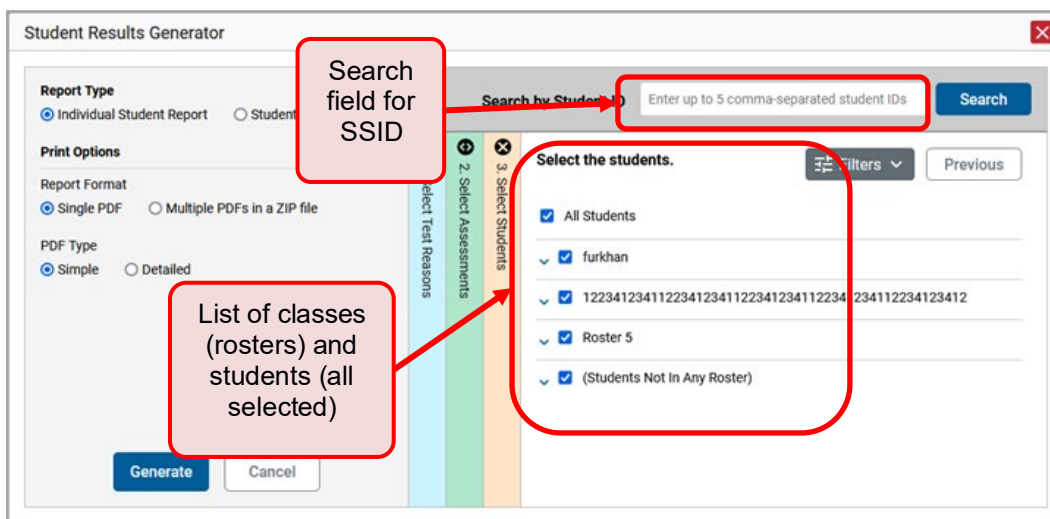 Student Results Generator
Report Type
Individual Student Report
Student
Print Options
Report Format
Single PDF
Multiple PDFs in a ZIP file
PDF Type
Simple
Detailed
Generate
Cancel
Search
field for
SSID
List of classes
(rosters) and
students (all
selected)
Search by Student ID
Enter up to 5 comma-separated student IDs
Search
Select Test Reasons
2. Select Assessments
3. Select Students
Select the students.
Filters
Previous
All Students
furkhan
Roster 5
(Students Not In Any Roster)